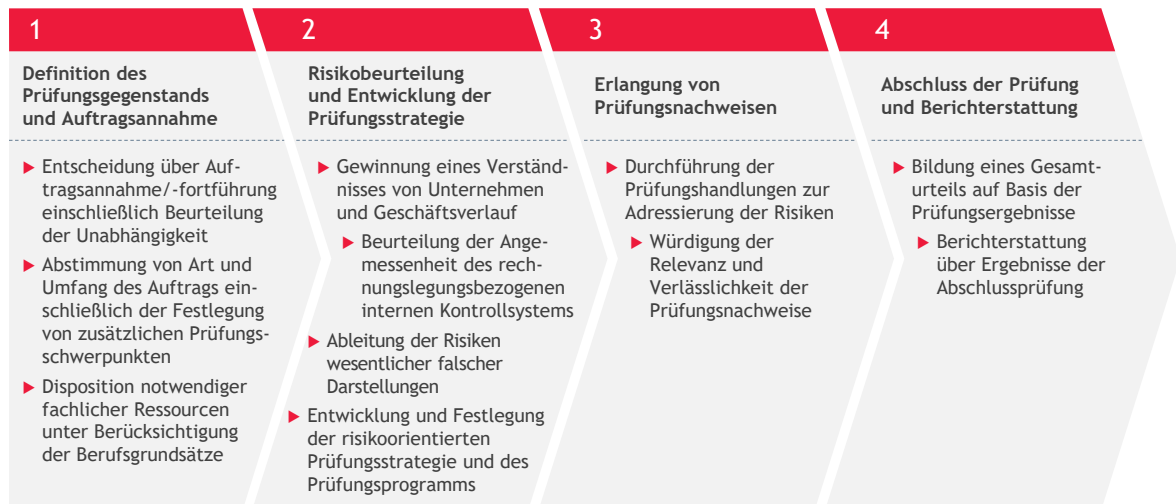 1
Definition des
Prüfungsgegenstands
und Auftragsannahme
▶ Entscheidung über Auf-
tragsannahme/-fortführung
einschließlich Beurteilung
der Unabhängigkeit
▶ Abstimmung von Art und
Umfang des Auftrags ein-
schließlich der Festlegung
von zusätzlichen Prüfungs-
schwerpunkten
▶ Disposition notwendiger
fachlicher Ressourcen
unter Berücksichtigung
der Berufsgrundsätze
2
Risikobeurteilung
und Entwicklung der
Prüfungsstrategie
▶ Gewinnung eines Verständ-
nisses von Unternehmen
und Geschäftsverlauf
▶ Beurteilung der Ange-
messenheit des rech-
nungslegungsbezogenen
internen Kontrollsystems
▶ Ableitung der Risiken
wesentlicher falscher
Darstellungen
▶ Entwicklung und Festlegung
der risikoorientierten
Prüfungsstrategie und des
Prüfungsprogramms
3
Erlangung von
Prüfungsnachweisen
▶ Durchführung der
Prüfungshandlungen zur
Adressierung der Risiken
▶ Würdigung der
Relevanz und
Verlässlichkeit der
Prüfungsnachweise
4
Abschluss der Prüfung
und Berichterstattung
▶ Bildung eines Gesamt-
urteils auf Basis der
Prüfungsergebnisse
▶ Berichterstattung
über Ergebnisse der
Abschlussprüfung